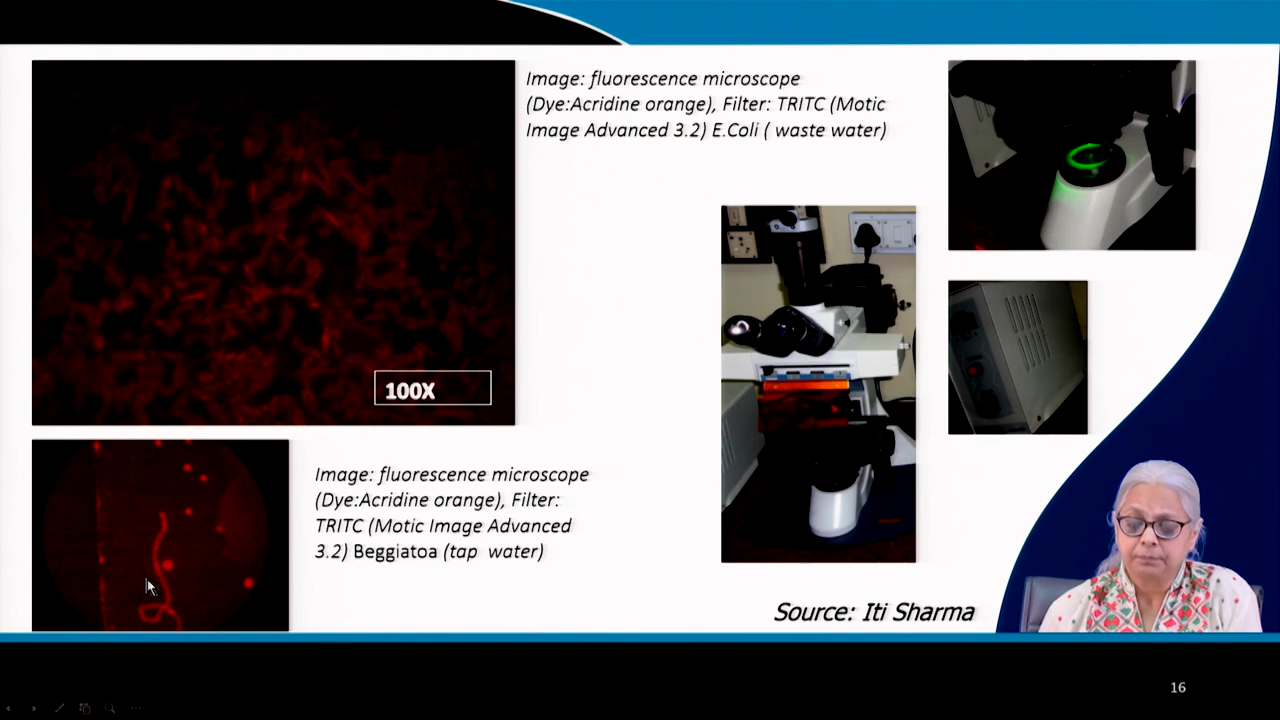 Image: fluorescence microscope
(Dye:Acridine orange), Filter: TRITC (Motic
Image Advanced 3.2) E.Coli ( waste water)
100X
Image: fluorescence microscope
(Dye:Acridine orange), Filter:
TRITC (Motic Image Advanced
3.2) Beggiatoa (tap water)
Source: Iti Sharma
16